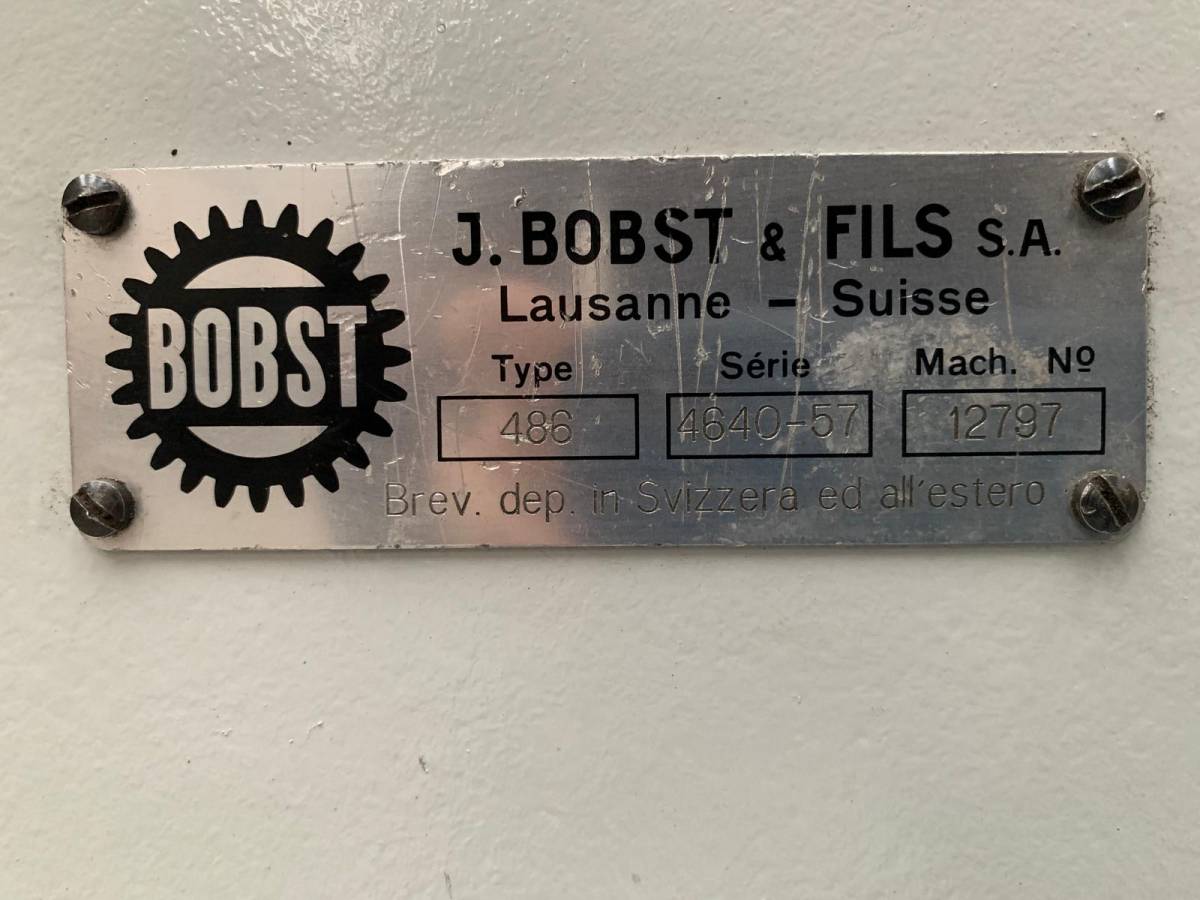 BOBST
J. BOBST & FILS S.A.
Lausanne – Suisse
Type Série Mach. Nº
486 4640-57 12797
Brev. dep. in Svizzera ed all'estero